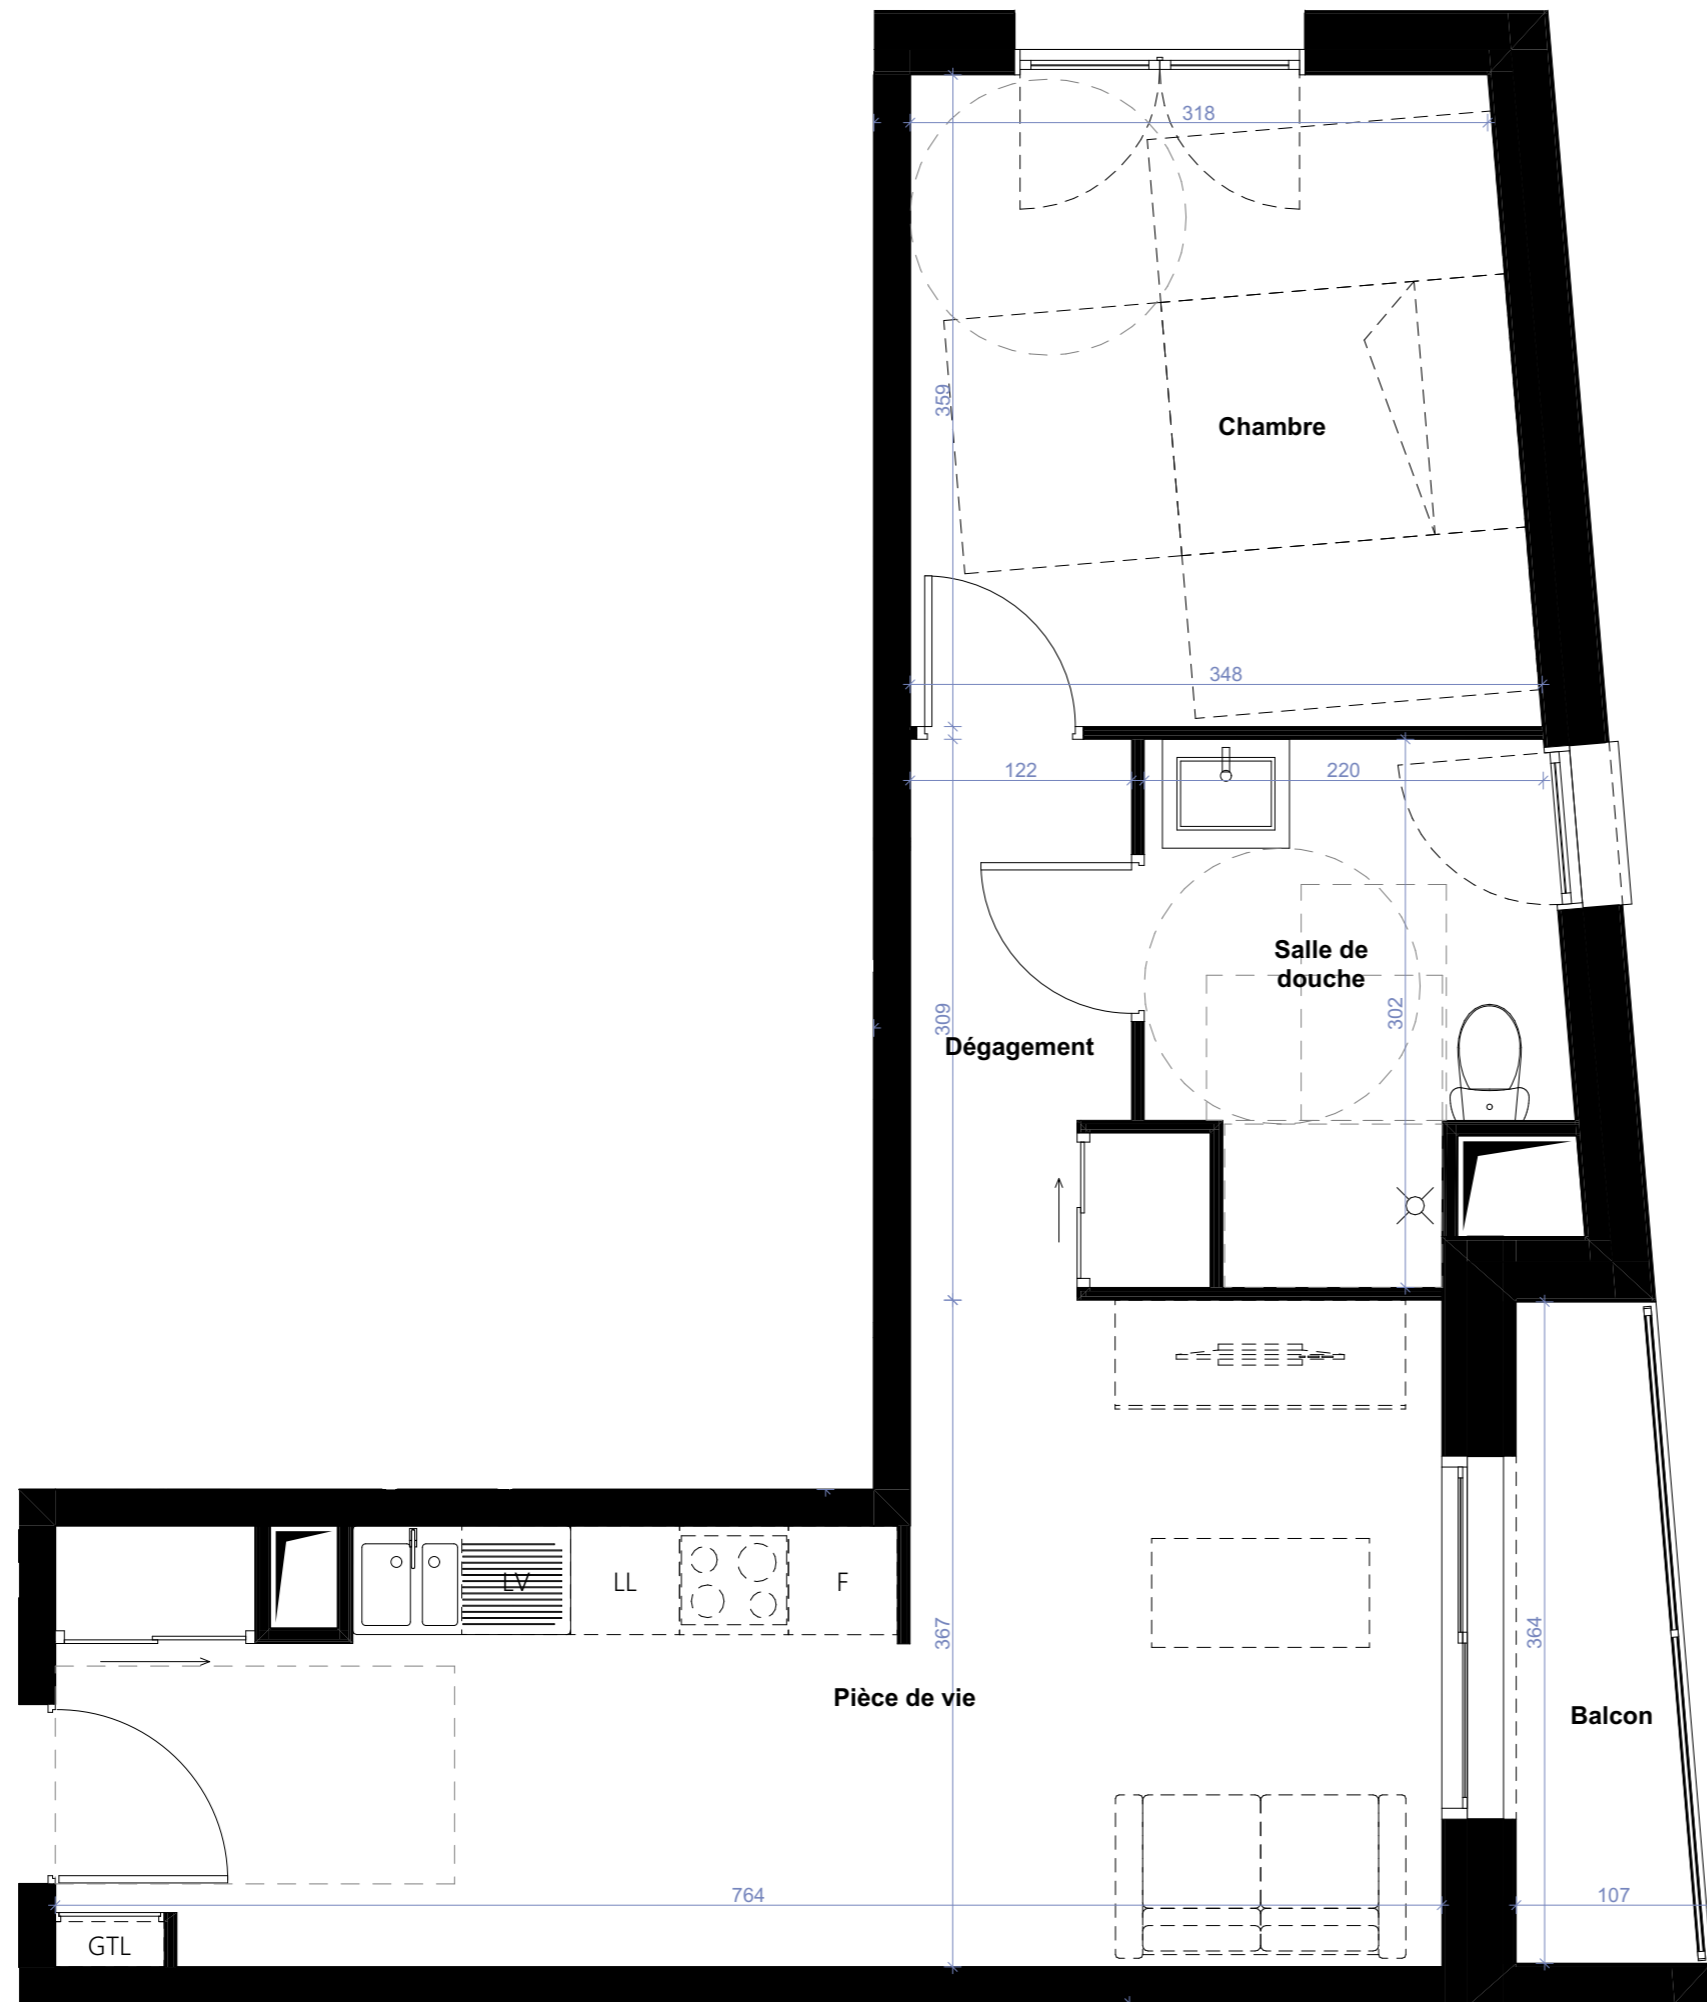 318
359
Chambre
348
122
220
Salle de
douche
309
302
Dégagement
LV
LL
F
367
364
Pièce de vie
Balcon
764
107
GTL